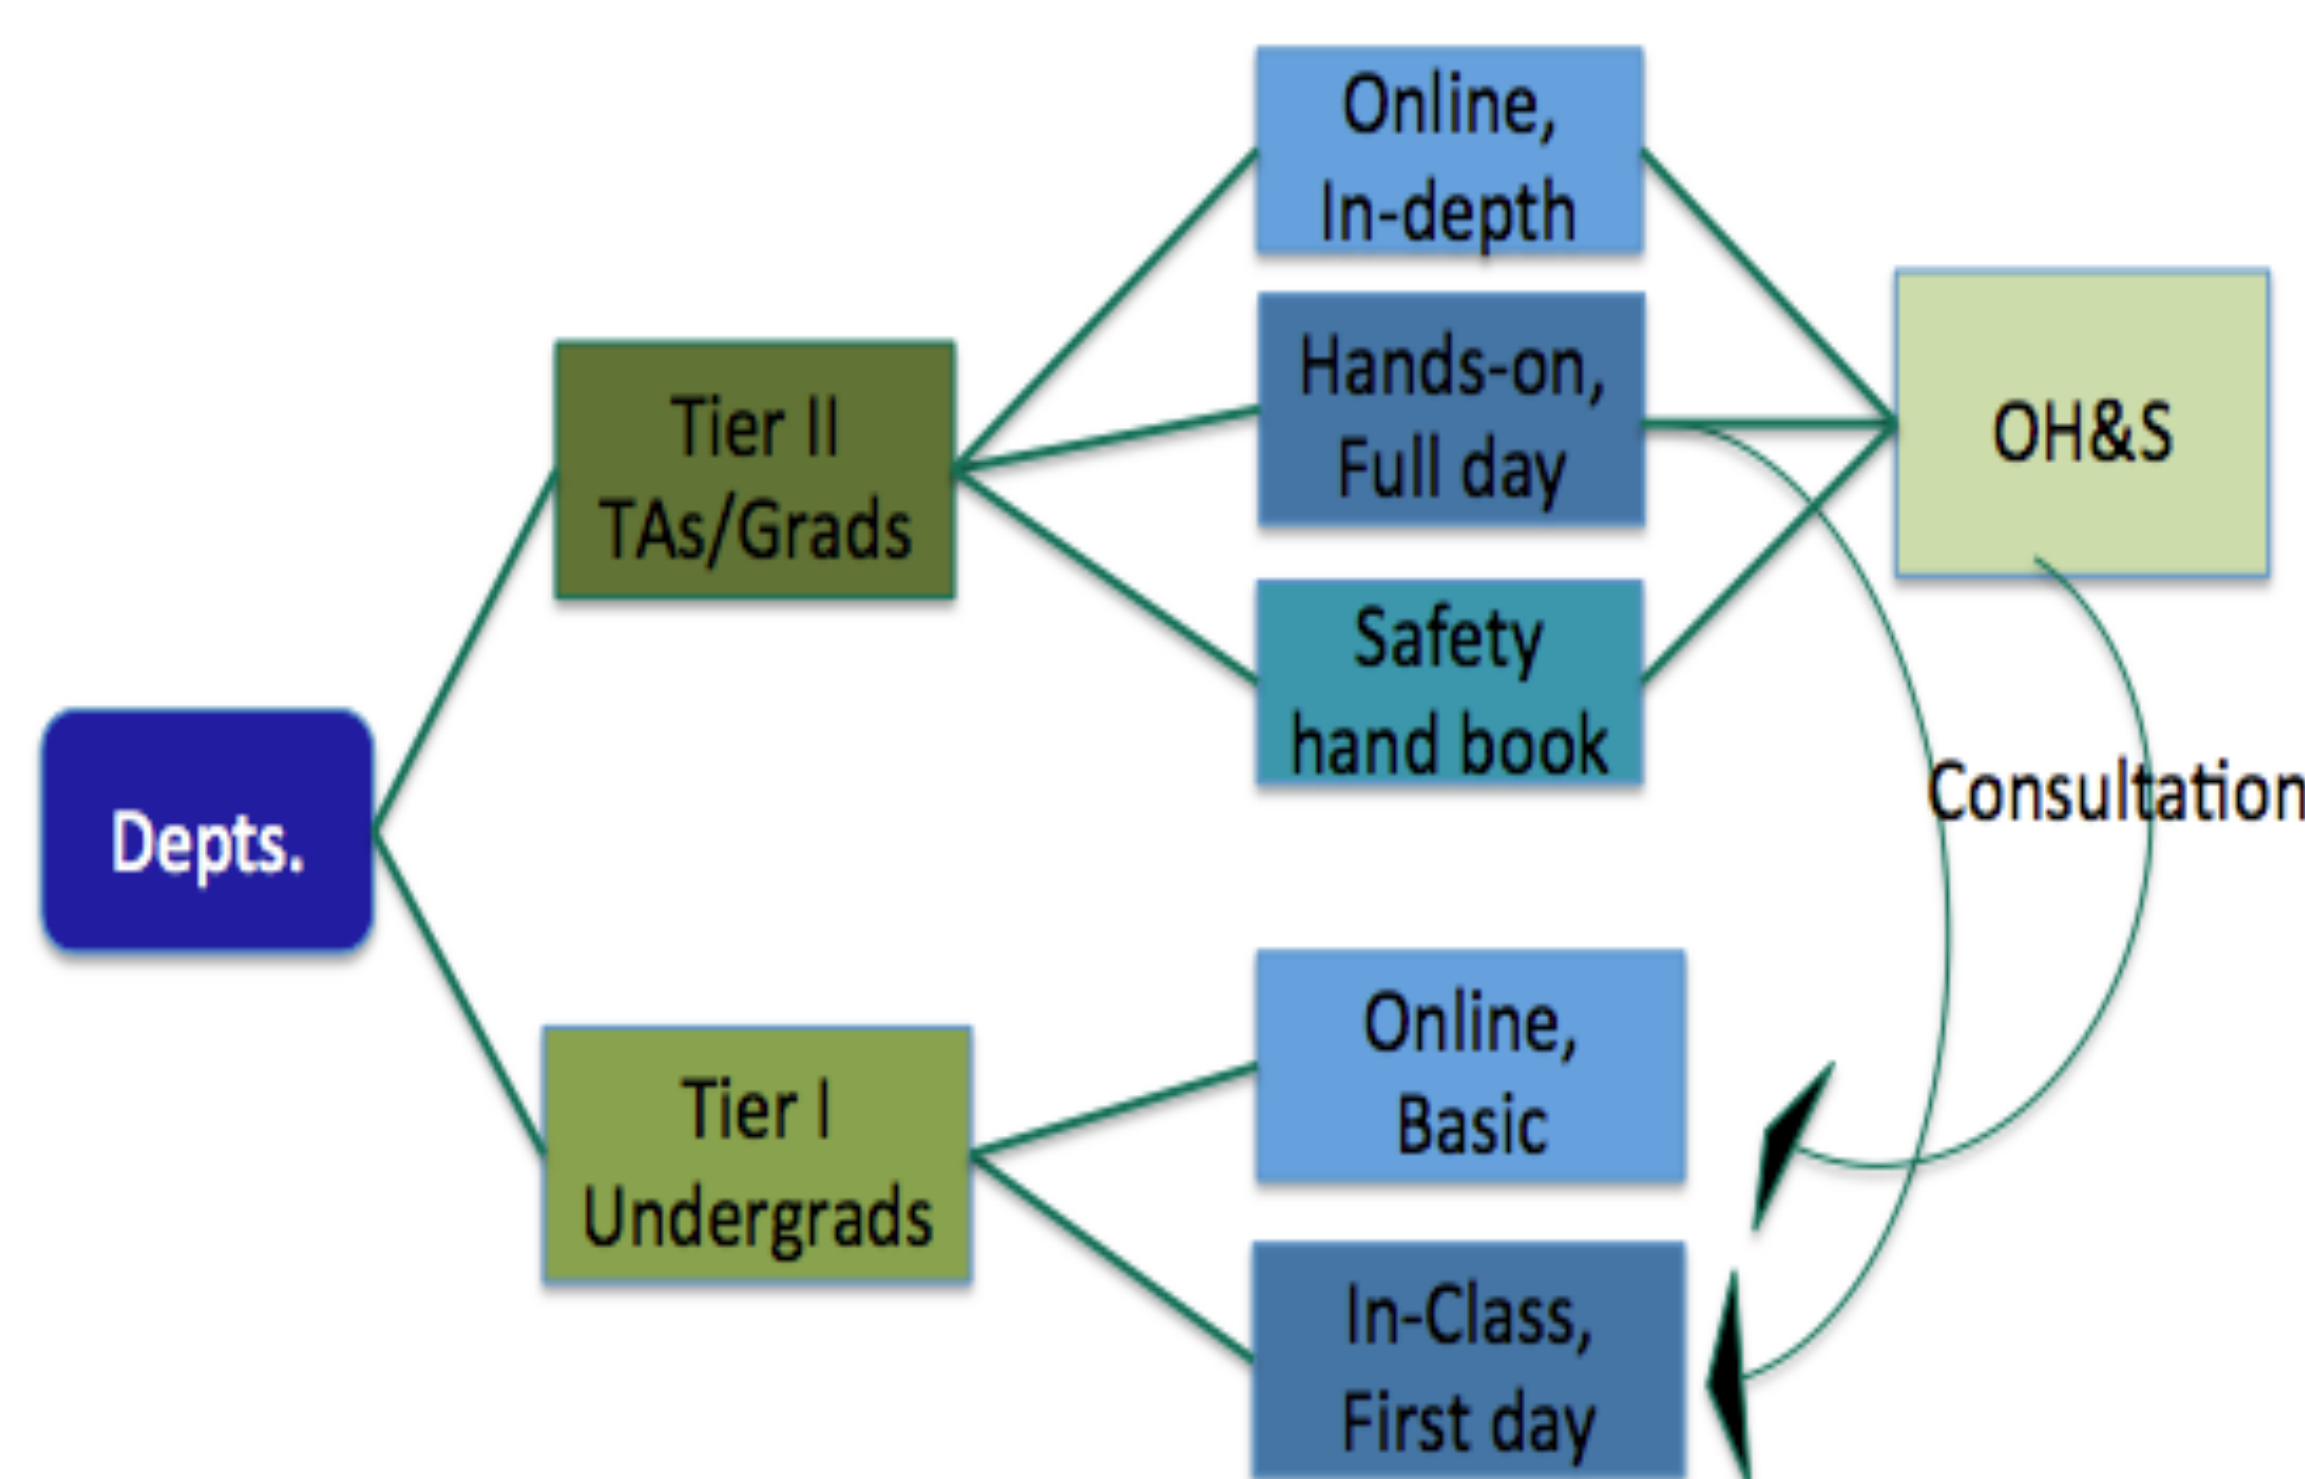 Online,
In-depth
Hands-on,
Full day
OH&S
Tier II
TAs/Grads
Safety
hand book
Consultation
Depts.
Online,
Basic
Tier I
Undergrads
In-Class,
First day